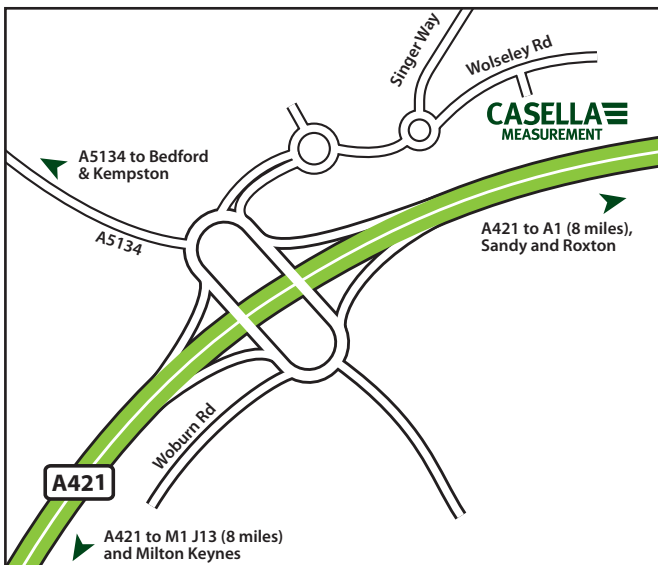 Singer Way
Wolseley Rd
CASELLA
MEASUREMENT
A5134 to Bedford
& Kempston
A5134
A421 to A1 (8 miles),
Sandy and Roxton
Woburn Rd
A421
A421 to M1 J13 (8 miles)
and Milton Keynes